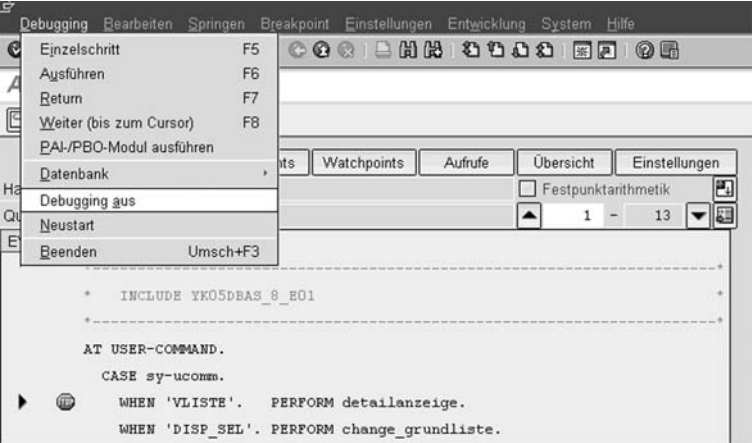 Debugging Bearbeiten Springen Breakpoint Einstellungen Entwicklung System Hilfe
Einzelschritt F5
Ausführen F6
Return F7
Weiter (bis zum Cursor) F8
PAI-/PBO-Modul ausführen
Datenbank
Debugging aus
Neustart
Beenden Umsch+F3
Watchpoints Aufrufe Übersicht Einstellungen
Festpunktarithmetik
1 - 13
*---------------------------------------------------------------------*
* INCLUDE YK05DBAS_8_E01 *
*---------------------------------------------------------------------*
AT USER-COMMAND.
CASE sy-ucomm.
WHEN 'VLISTE'. PERFORM detailanzeige.
WHEN 'DISP_SEL'. PERFORM change_grundliste.